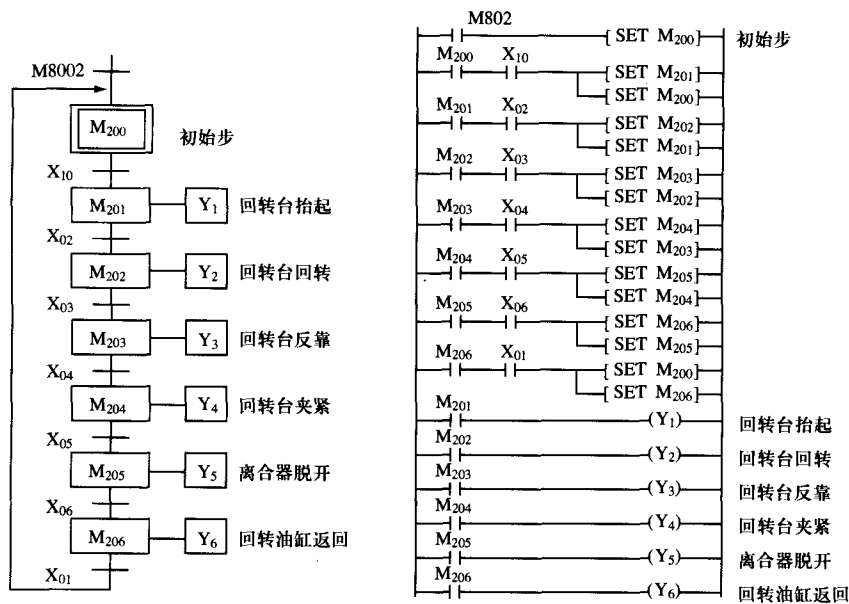 M8002
M200
初始步
X10
M201
Y1
回转台抬起
X02
M202
Y2
回转台回转
X03
M203
Y3
回转台反靠
X04
M204
Y4
回转台夹紧
X05
M205
Y5
离合器脱开
X06
M206
Y6
回转油缸返回
X01
M802
[ SET M200]
初始步
M200 X10
[ SET M201]
[ SET M200]
M201 X02
[ SET M202]
[ SET M201]
M202 X03
[ SET M203]
[ SET M202]
M203 X04
[ SET M204]
[ SET M203]
M204 X05
[ SET M205]
[ SET M204]
M205 X06
[ SET M206]
[ SET M205]
M206 X01
[ SET M200]
[ SET M206]
M201
(Y1)
回转台抬起
M202
(Y2)
回转台回转
M203
(Y3)
回转台反靠
M204
(Y4)
回转台夹紧
M205
(Y5)
离合器脱开
M206
(Y6)
回转油缸返回